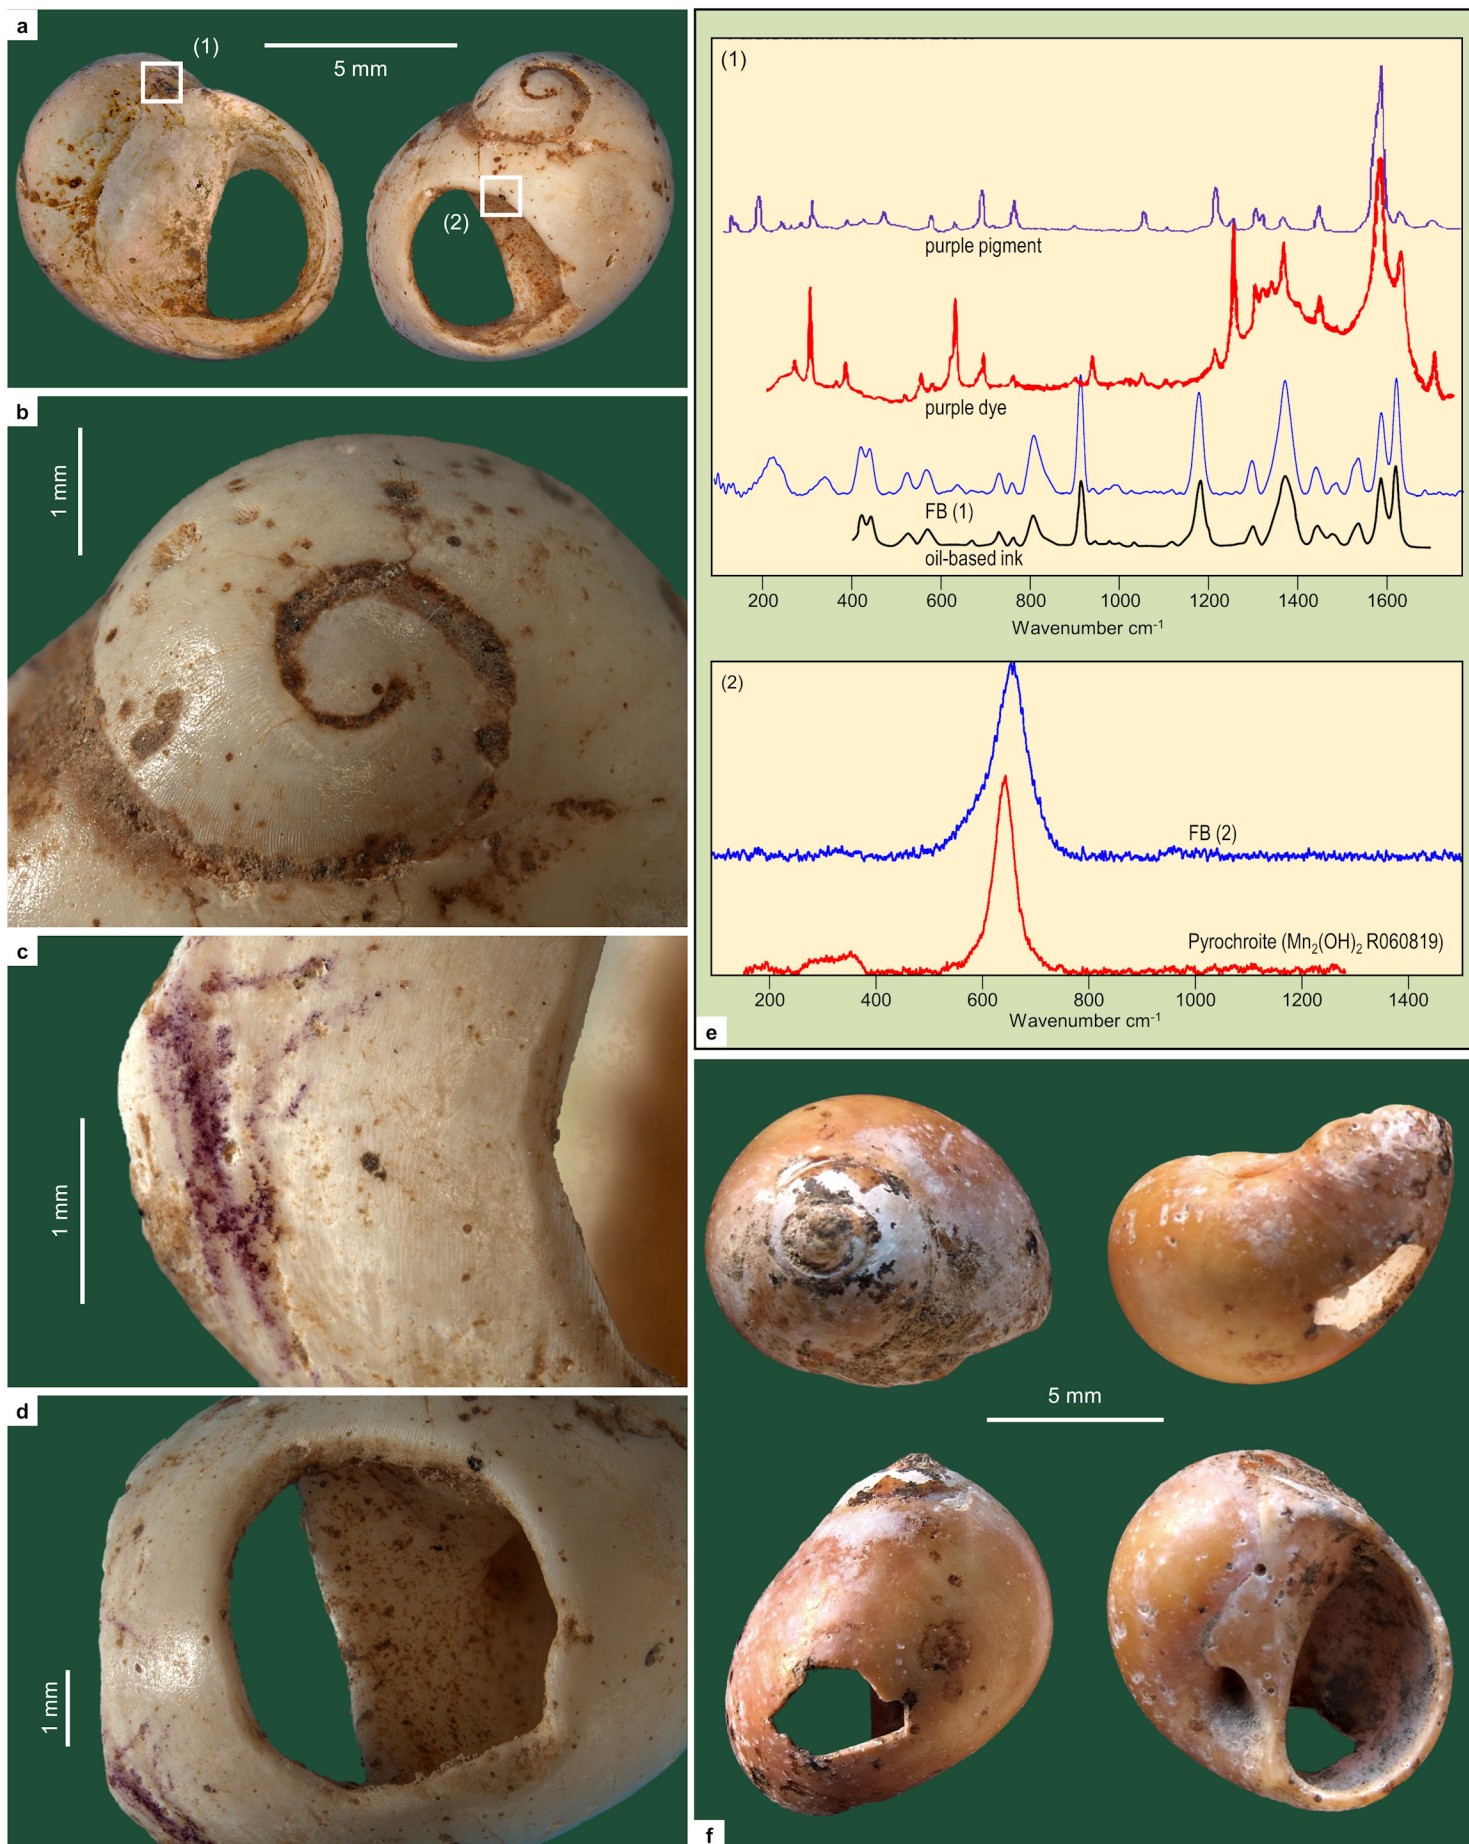 a
(1)
5 mm
(2)
b
1 mm
c
1 mm
d
1 mm
(1)
purple pigment
purple dye
FB (1)
oil-based ink
200 400 600 800 1000 1200 1400 1600
Wavenumber cm-1
(2)
FB (2)
Pyrochroite (Mn2(OH)2 R060819)
200 400 600 800 1000 1200 1400
Wavenumber cm-1
e
5 mm
f